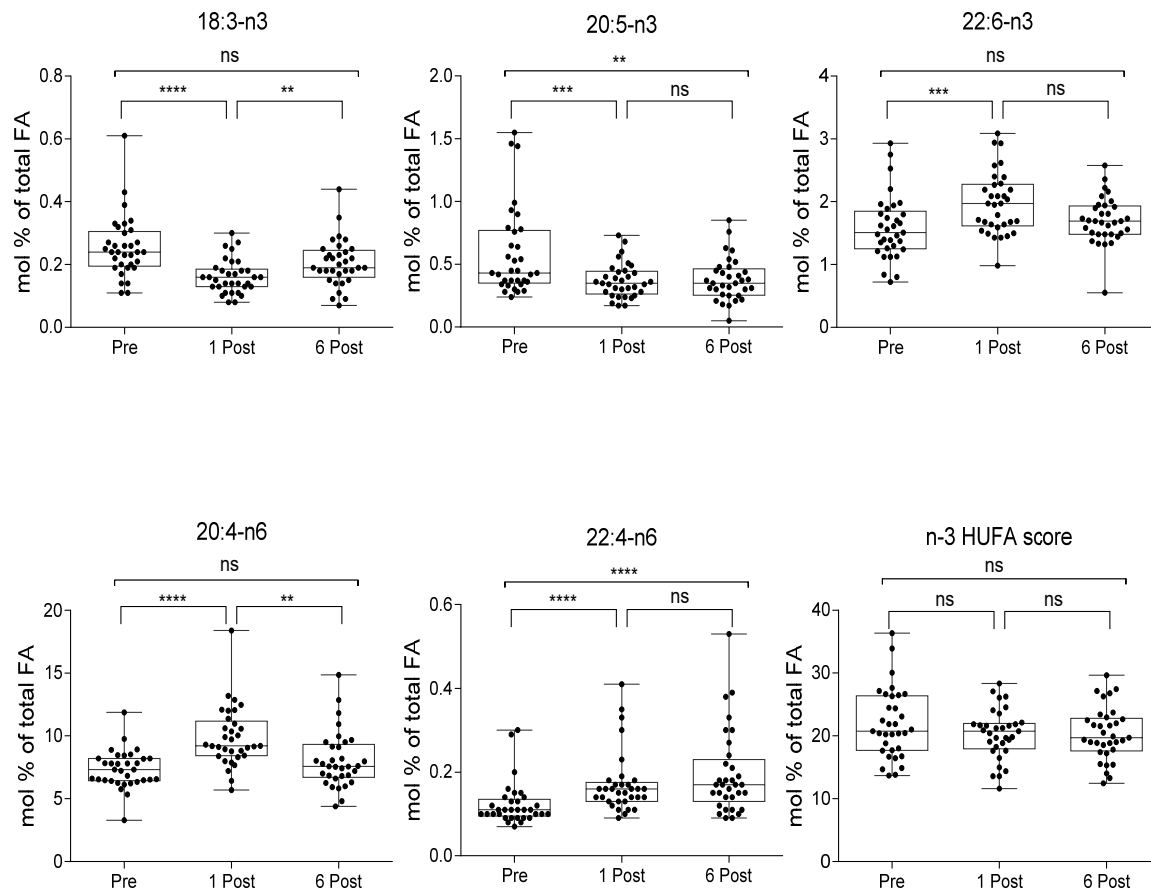 18:3-n3
20:5-n3
22:6-n3
ns
**
ns
**** **
*** ns
*** ns
mol % of total FA
0.8
0.6
0.4
0.2
0.0
Pre 1 Post 6 Post
mol % of total FA
2.0
1.5
1.0
0.5
0.0
Pre 1 Post 6 Post
mol % of total FA
4
3
2
1
0
Pre 1 Post 6 Post
20:4-n6
22:4-n6
n-3 HUFA score
ns
****
ns
**** **
**** ns
ns ns
mol % of total FA
20
15
10
5
0
Pre 1 Post 6 Post
mol % of total FA
0.6
0.4
0.2
0.0
Pre 1 Post 6 Post
mol % of total FA
40
30
20
10
0
Pre 1 Post 6 Post